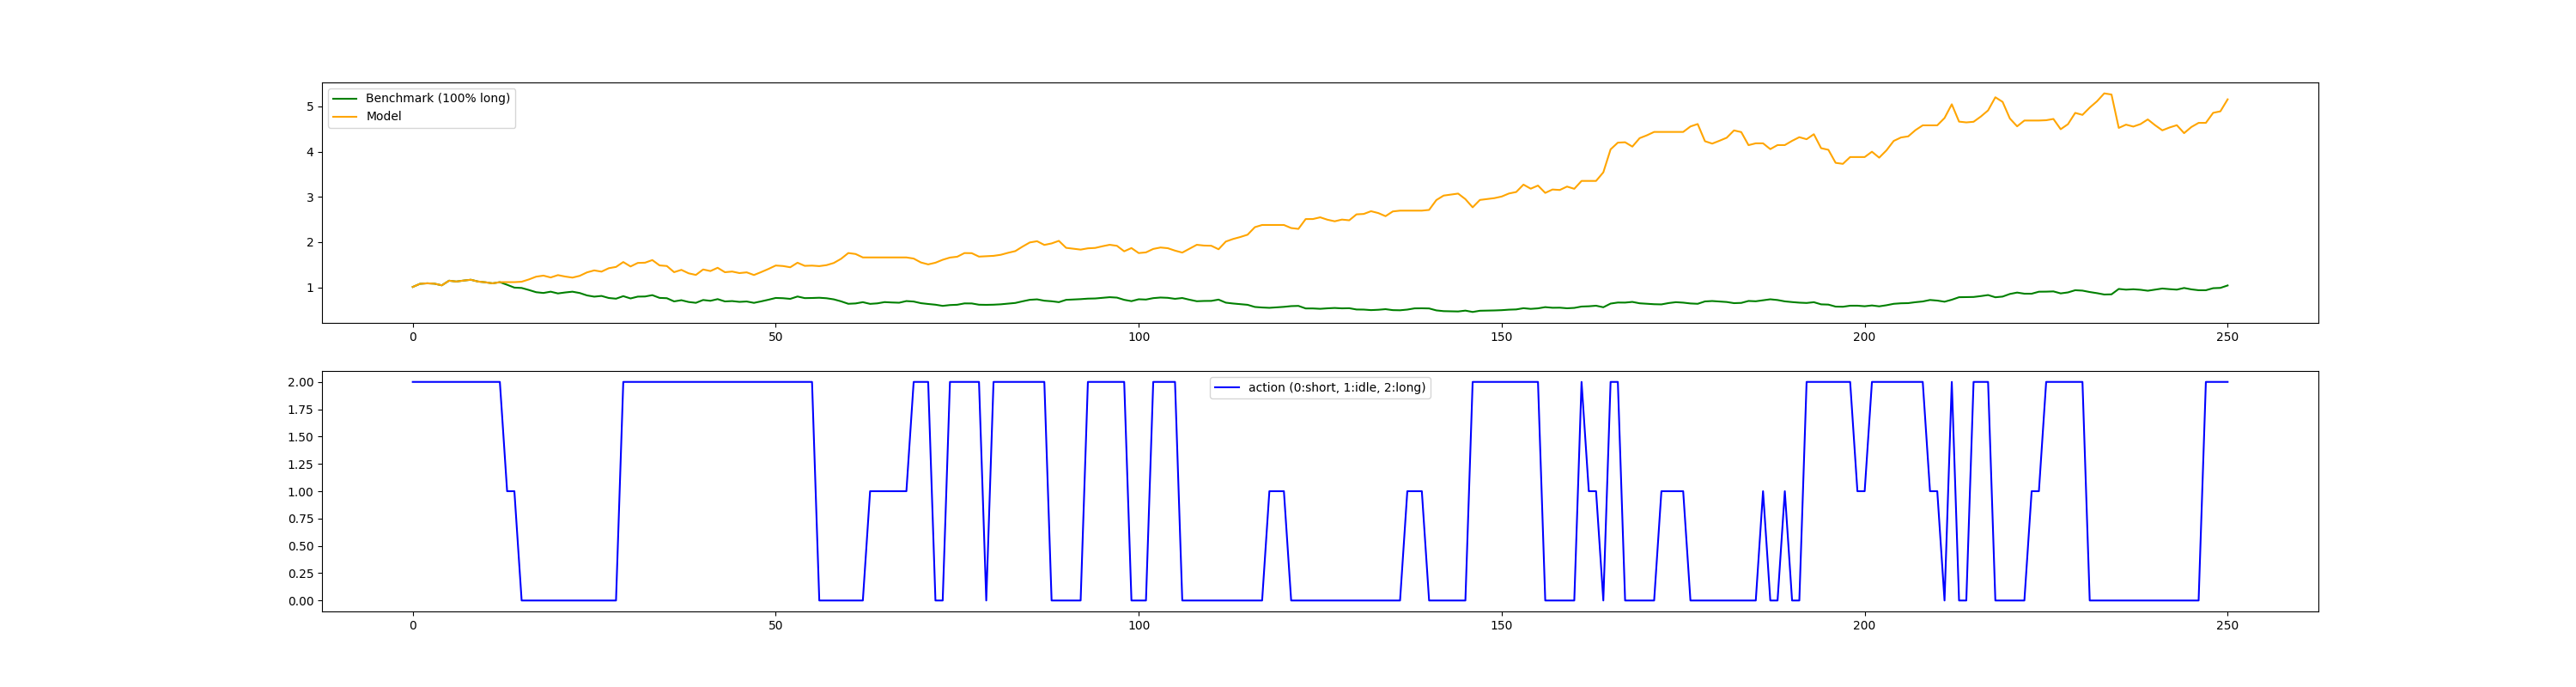 Benchmark (100% long)
Model
5
4
3
2
1
0 50 100 150 200 250
action (0:short, 1:idle, 2:long)
2.00
1.75
1.50
1.25
1.00
0.75
0.50
0.25
0.00
0 50 100 150 200 250